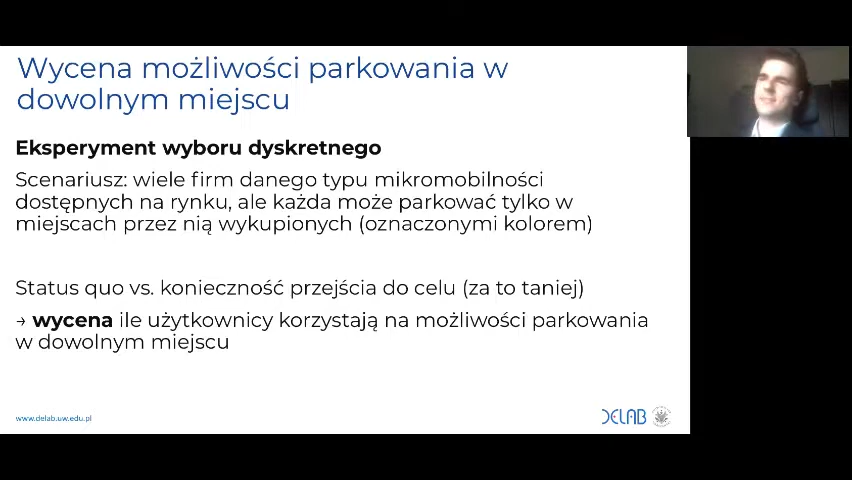 Wycena możliwości parkowania w
dowolnym miejscu
Eksperyment wyboru dyskretnego
Scenariusz: wiele firm danego typu mikromobilności
dostępnych na rynku, ale każda może parkować tylko w
miejscach przez nią wykupionych (oznaczonymi kolorem)
Status quo vs. konieczność przejścia do celu (za to taniej)
→ wycena ile użytkownicy korzystają na możliwości parkowania
w dowolnym miejscu
www.delab.uw.edu.pl
DELAB